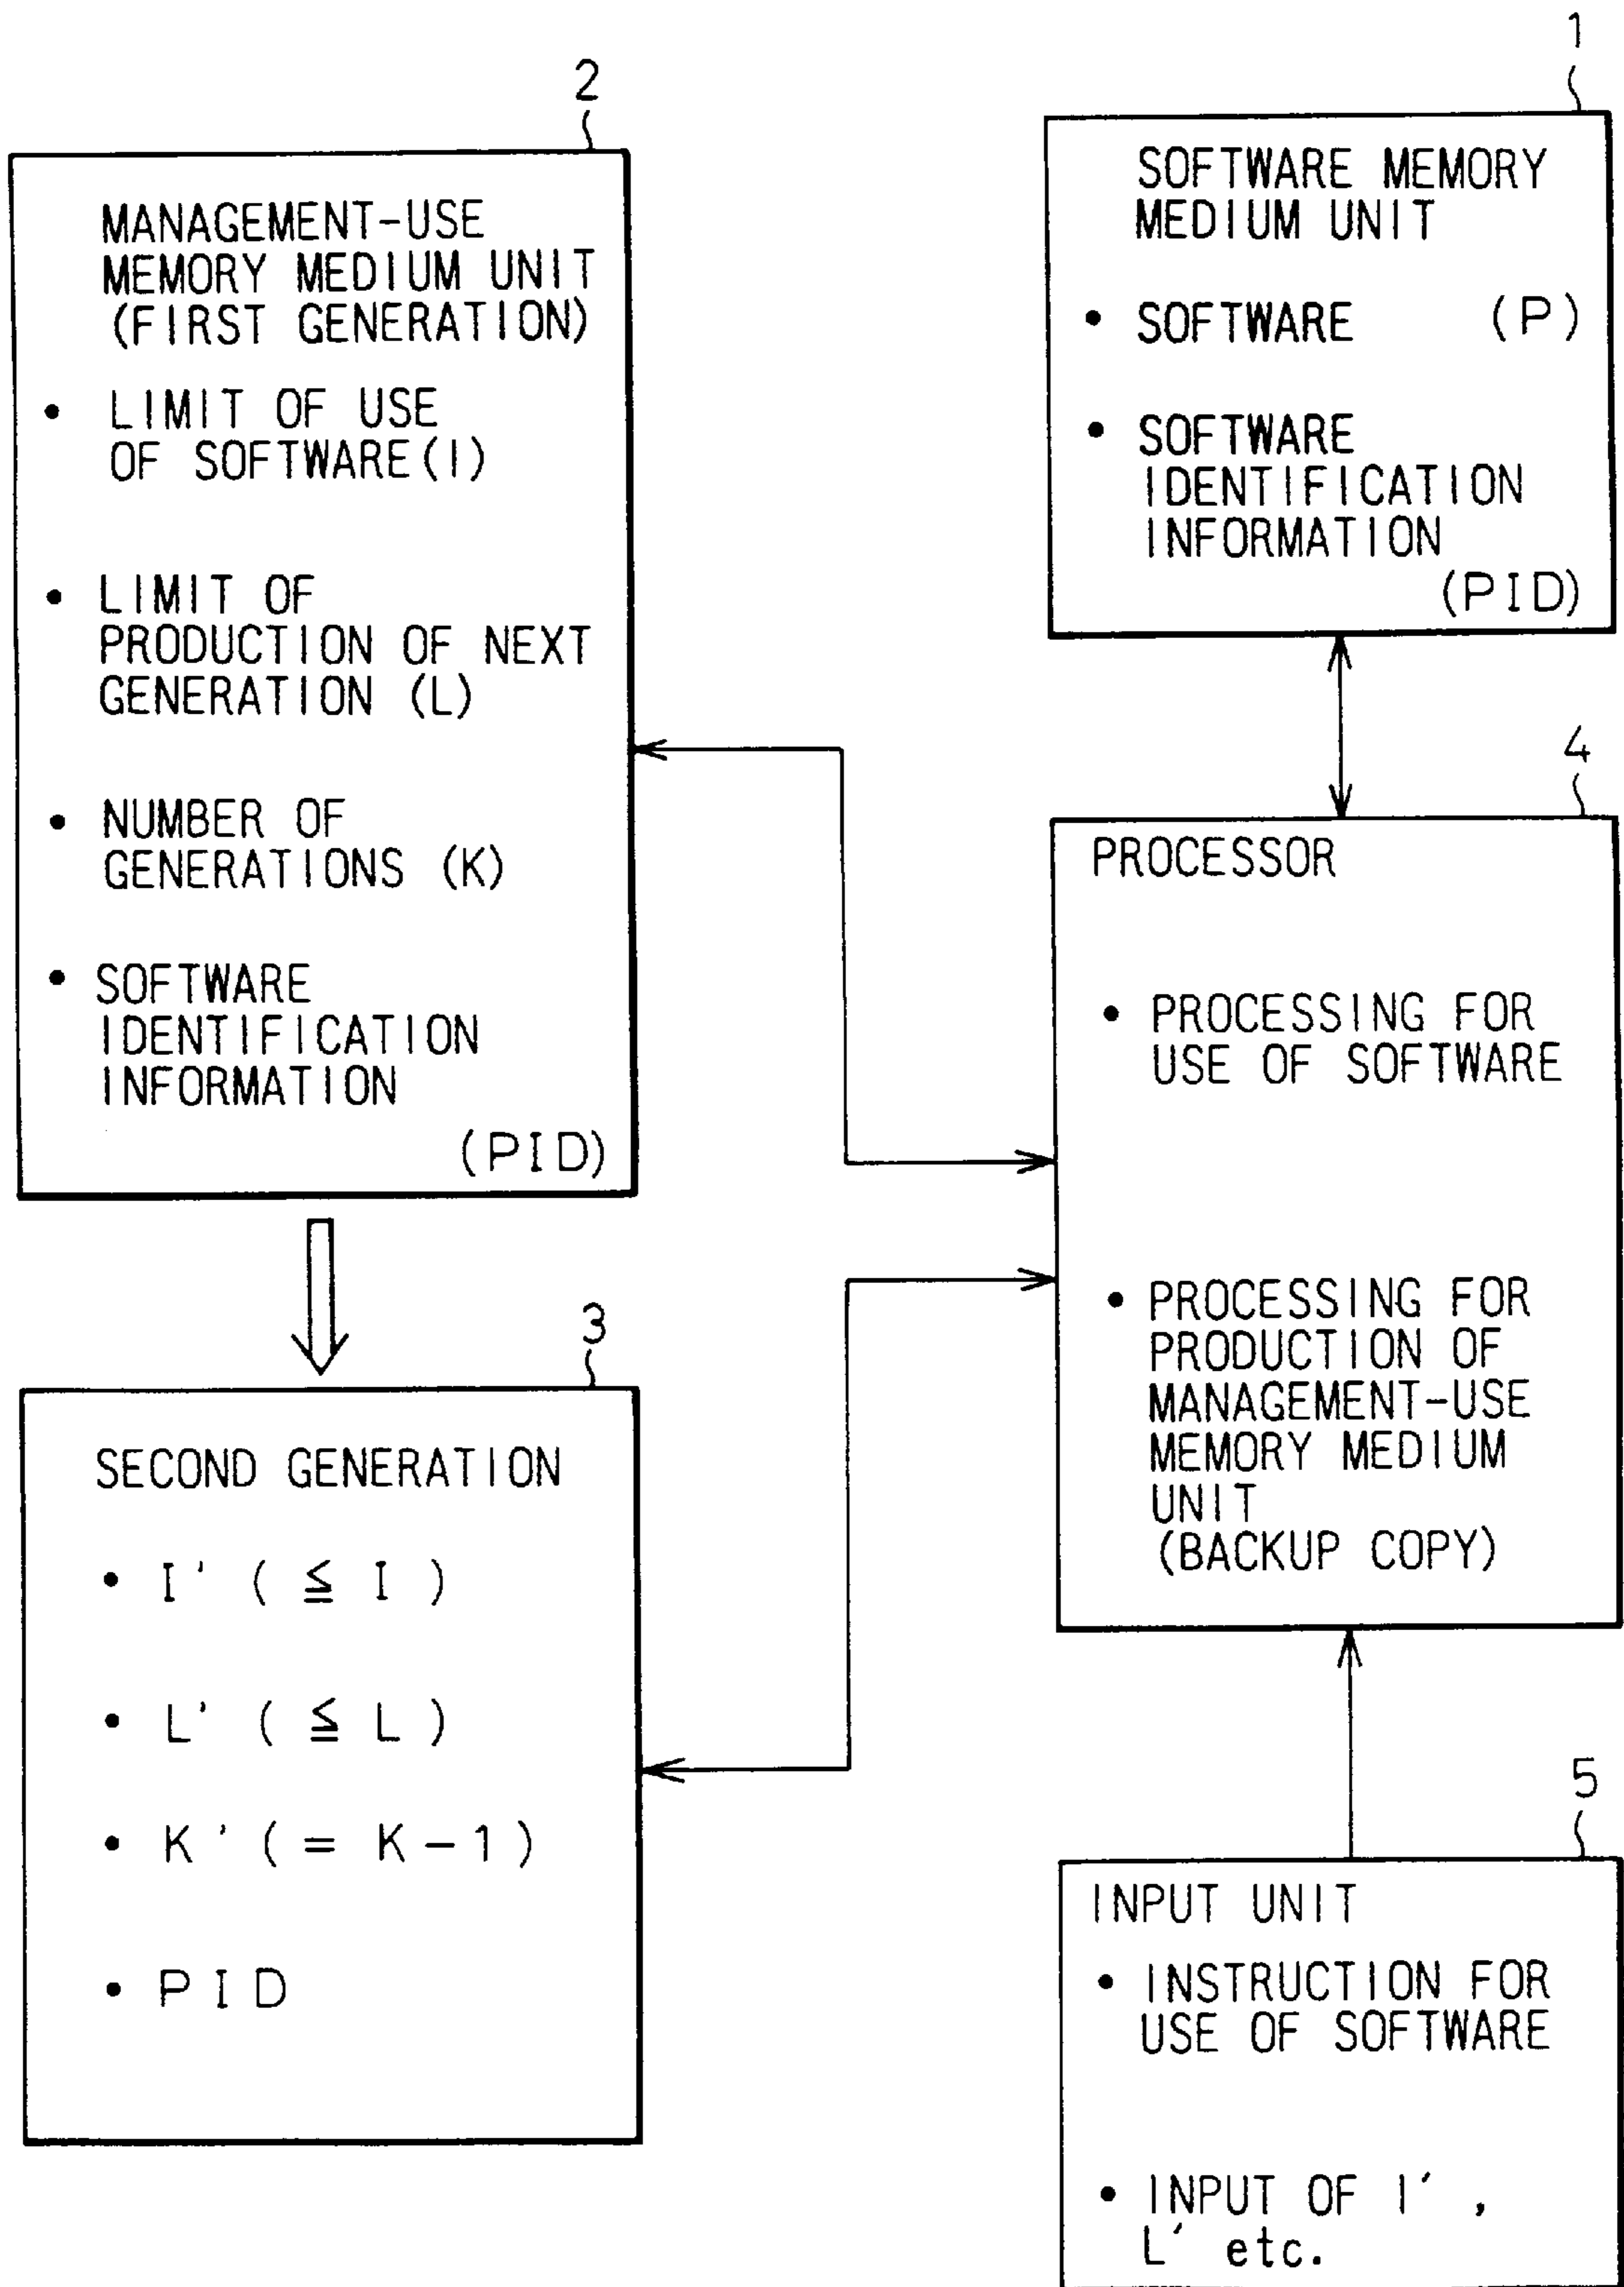 2
MANAGEMENT-USE
MEMORY MEDIUM UNIT
(FIRST GENERATION)
• LIMIT OF USE
OF SOFTWARE(I)
• LIMIT OF
PRODUCTION OF NEXT
GENERATION (L)
• NUMBER OF
GENERATIONS (K)
• SOFTWARE
IDENTIFICATION
INFORMATION
(PID)
3
SECOND GENERATION
• I' ( ≦ I )
• L' ( ≦ L )
• K' ( = K-1 )
• PID
1
SOFTWARE MEMORY
MEDIUM UNIT
• SOFTWARE (P)
• SOFTWARE
IDENTIFICATION
INFORMATION
(PID)
4
PROCESSOR
• PROCESSING FOR
USE OF SOFTWARE
• PROCESSING FOR
PRODUCTION OF
MANAGEMENT-USE
MEMORY MEDIUM
UNIT
(BACKUP COPY)
5
INPUT UNIT
• INSTRUCTION FOR
USE OF SOFTWARE
• INPUT OF I' ,
L' etc.